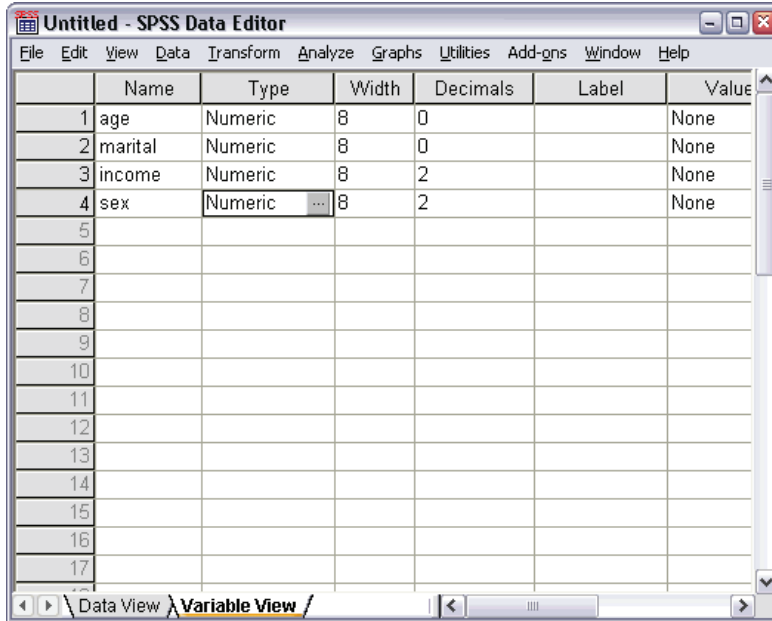 Untitled - SPSS Data Editor
File Edit View Data Transform Analyze Graphs Utilities Add-ons Window Help
Name Type Width Decimals Label Value
1 age Numeric 8 0 None
2 marital Numeric 8 0 None
3 income Numeric 8 2 None
4 sex Numeric ... 8 2 None
5
6
7
8
9
10
11
12
13
14
15
16
17
Data View Variable View